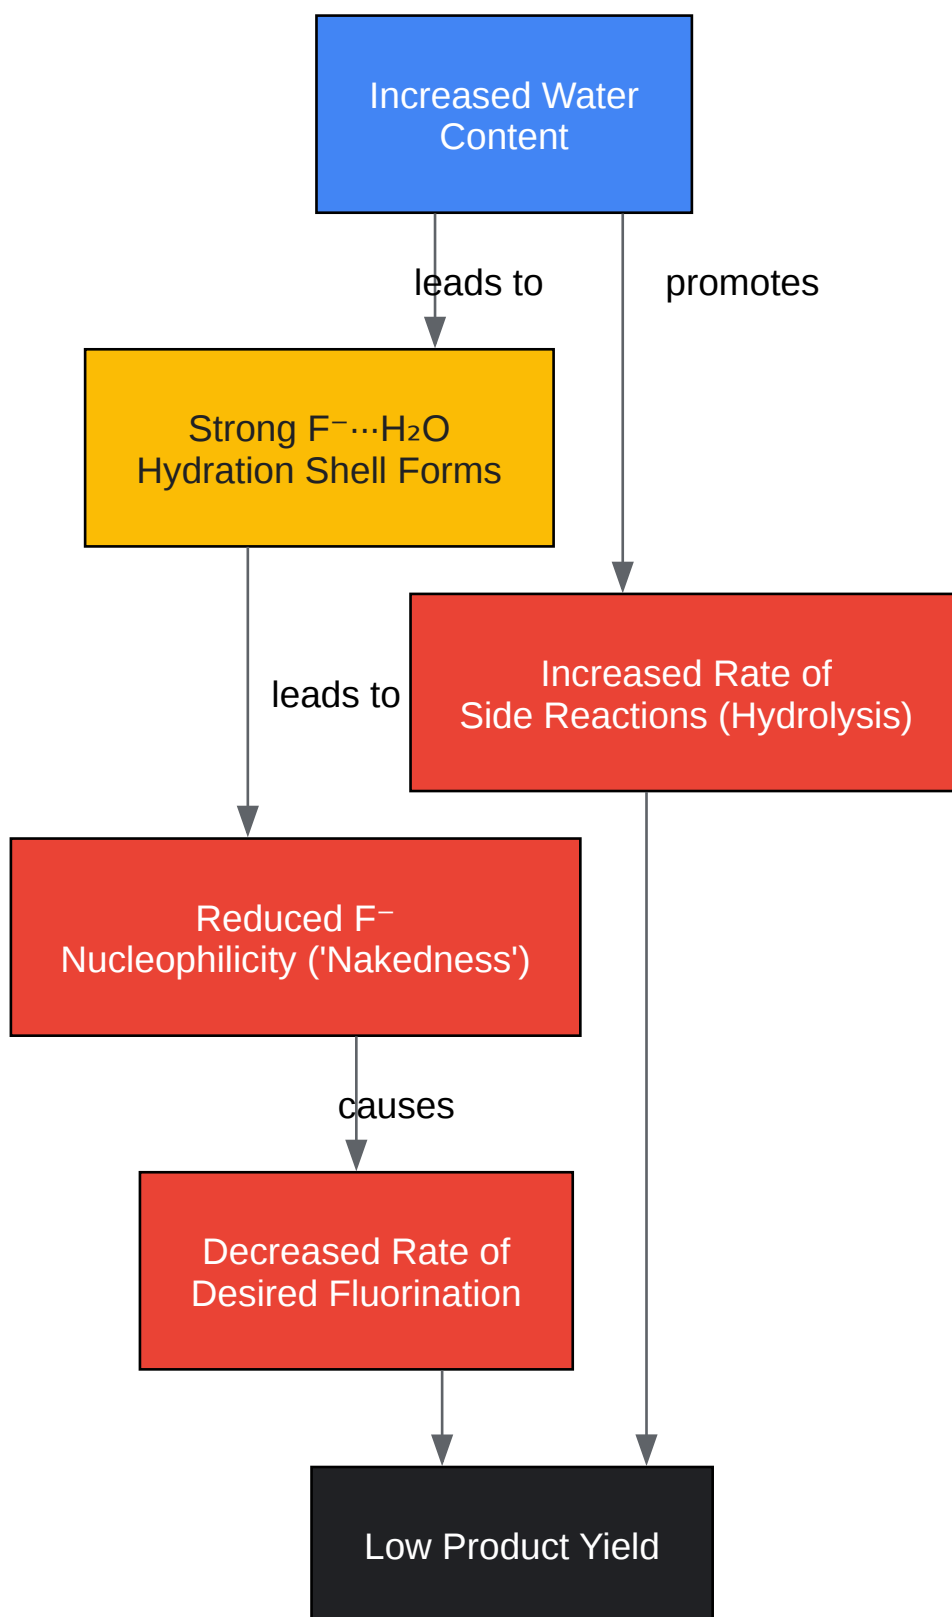 Increased Water
Content
leads to
promotes
Strong F⁻···H₂O
Hydration Shell Forms
leads to
Increased Rate of
Side Reactions (Hydrolysis)
Reduced F⁻
Nucleophilicity ('Nakedness')
causes
Decreased Rate of
Desired Fluorination
Low Product Yield